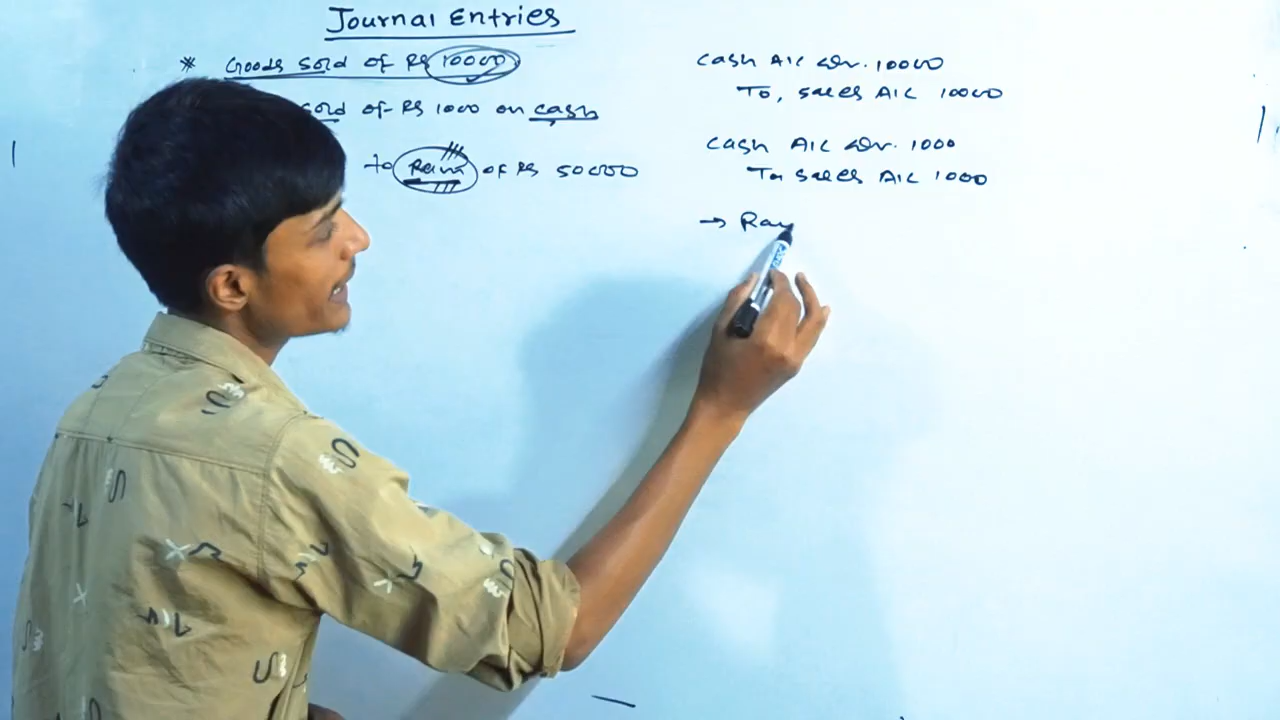 Journal Entries
* Goods sold of Rs 10000
sold of Rs 1000 on cash
to of Rs 50000
Cash A/c Dr. 10000
To, Sales A/c 10000
Cash A/c Dr. 1000
To Sales A/c 1000
→ Ra